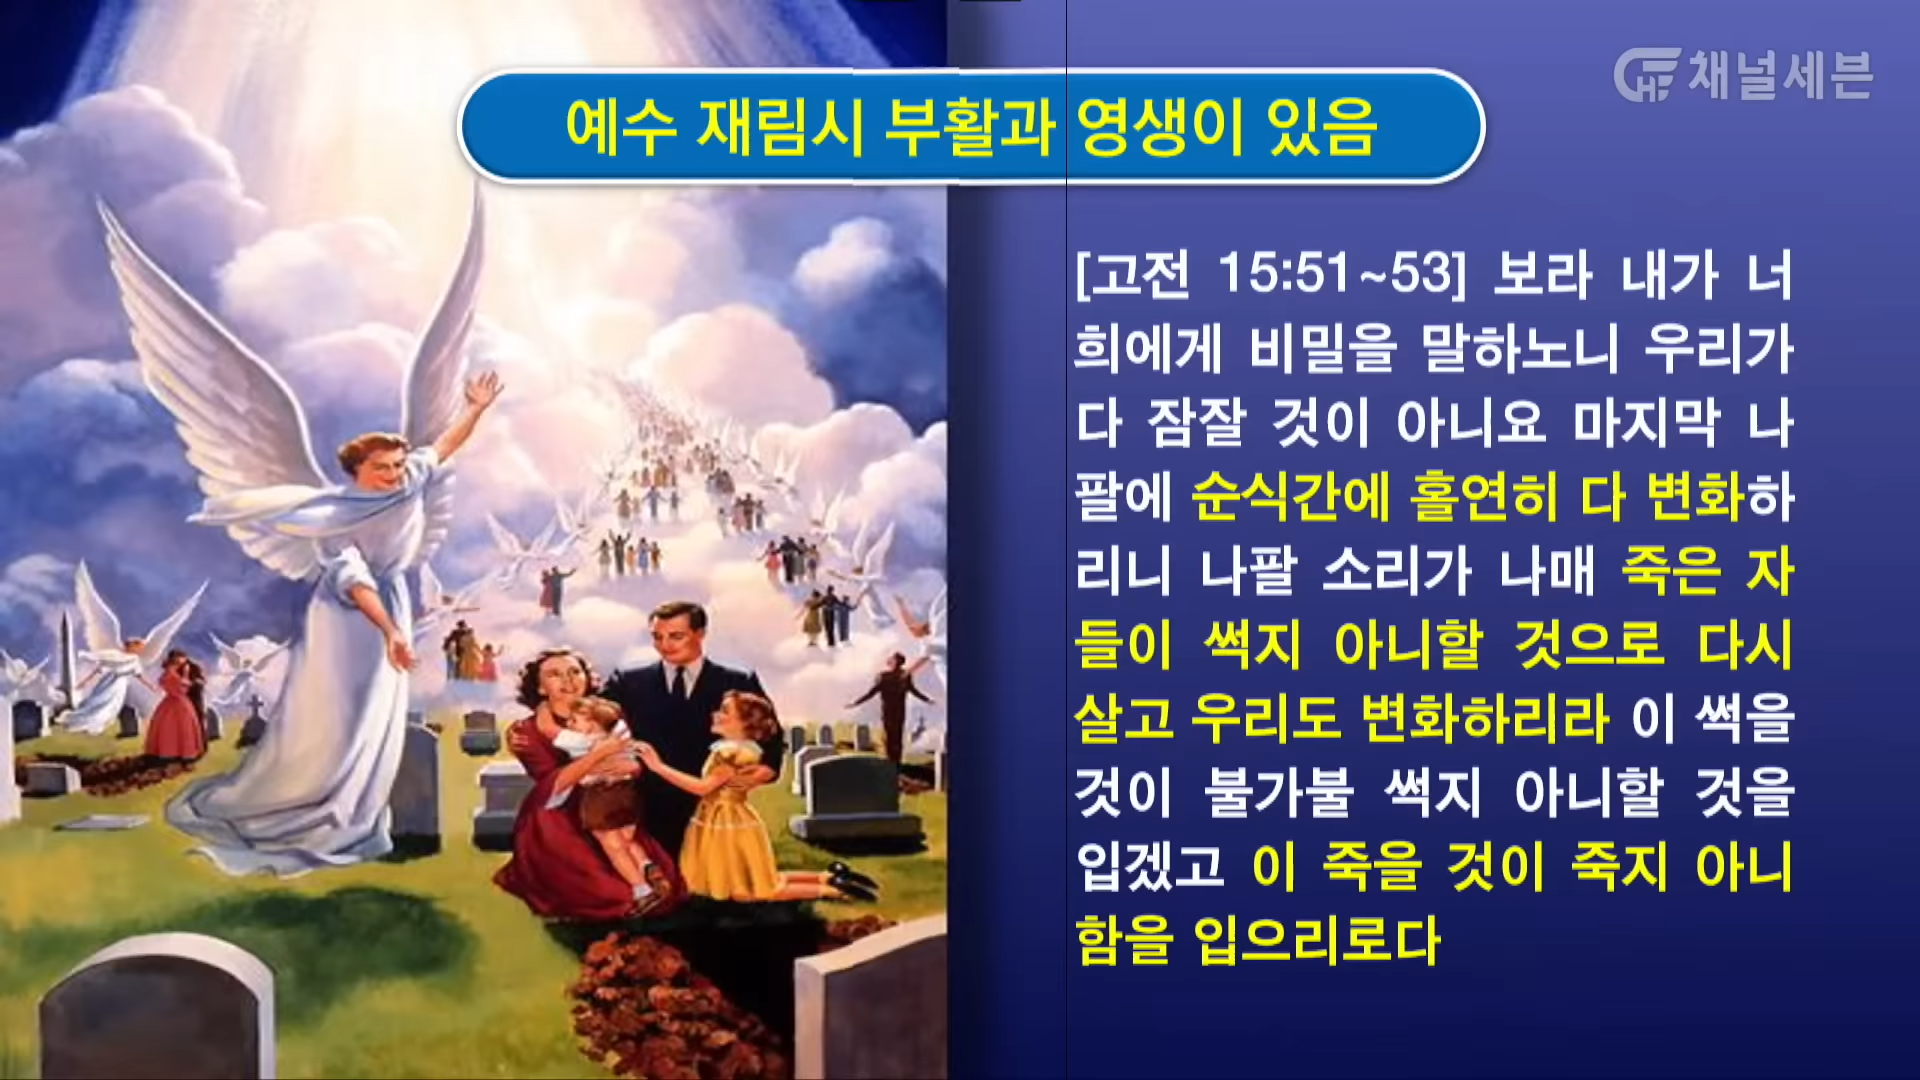 예수 재림시 부활과 영생이 있음
채널세븐
[고전 15:51~53] 보라 내가 너
희에게 비밀을 말하노니 우리가
다 잠잘 것이 아니요 마지막 나
팔에 순식간에 홀연히 다 변화하
리니 나팔 소리가 나매 죽은 자
들이 썩지 아니할 것으로 다시
살고 우리도 변화하리라 이 썩을
것이 불가불 썩지 아니할 것을
입겠고 이 죽을 것이 죽지 아니
함을 입으리로다